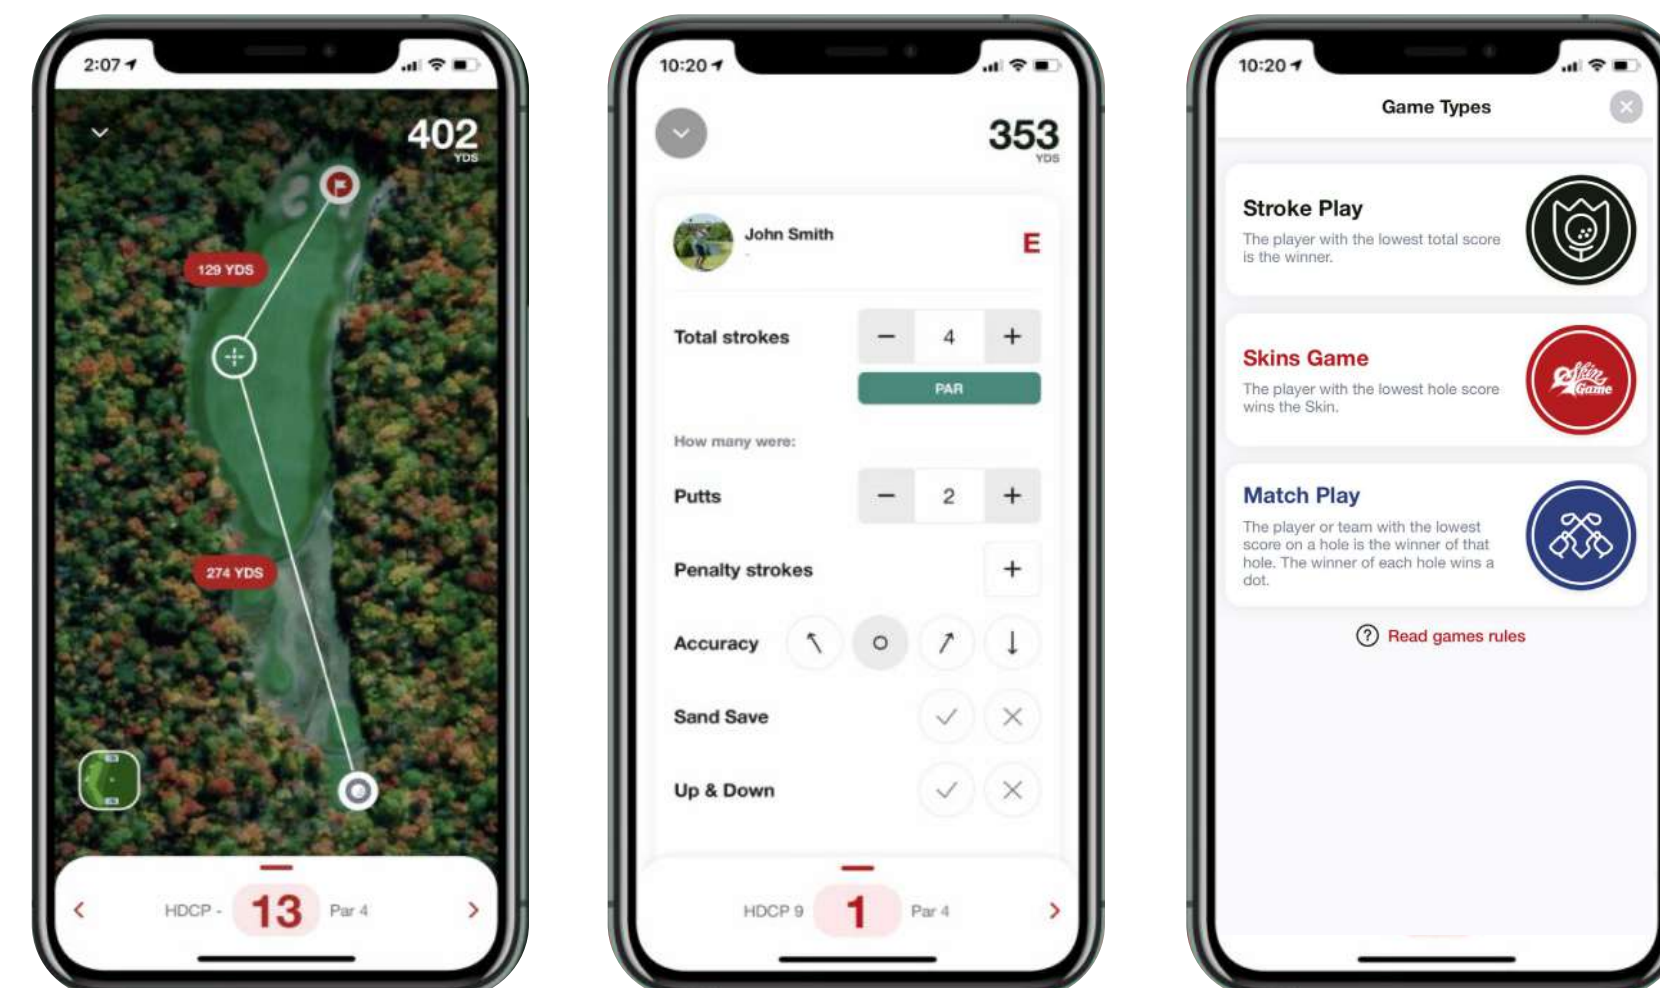 2:07
402
YDS
129 YDS
274 YDS
HDCP -
13
Par 4
10:20
353
YDS
John Smith
-
E
Total strokes
− 4 +
PAR
How many were:
Putts
− 2 +
Penalty strokes
+
Accuracy
Sand Save
Up & Down
HDCP 9
1
Par 4
10:20
Game Types
Stroke Play
The player with the lowest total score
is the winner.
Skins Game
The player with the lowest hole score
wins the Skin.
Skins
Game
Match Play
The player or team with the lowest
score on a hole is the winner of that
hole. The winner of each hole wins a
dot.
? Read games rules